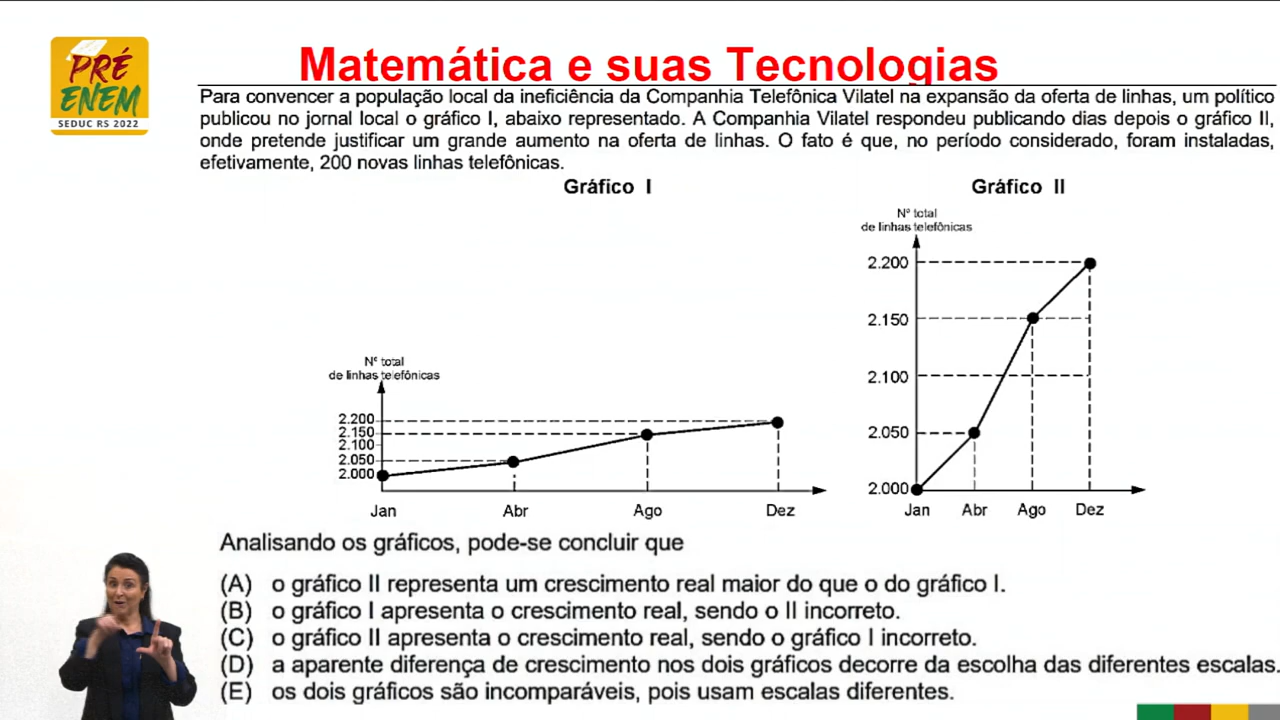 PRÉ
ENEM
SEDUC RS 2022
Matemática e suas Tecnologias
Para convencer a população local da ineficiência da Companhia Telefônica Vilatel na expansão da oferta de linhas, um político
publicou no jornal local o gráfico I, abaixo representado. A Companhia Vilatel respondeu publicando dias depois o gráfico II,
onde pretende justificar um grande aumento na oferta de linhas. O fato é que, no período considerado, foram instaladas,
efetivamente, 200 novas linhas telefônicas.
Gráfico I
Nº total
de linhas telefônicas
2.200
2.150
2.100
2.050
2.000
Jan Abr Ago Dez
Gráfico II
Nº total
de linhas telefônicas
2.200
2.150
2.100
2.050
2.000
Jan Abr Ago Dez
Analisando os gráficos, pode-se concluir que
(A) o gráfico II representa um crescimento real maior do que o do gráfico I.
(B) o gráfico I apresenta o crescimento real, sendo o II incorreto.
(C) o gráfico II apresenta o crescimento real, sendo o gráfico I incorreto.
(D) a aparente diferença de crescimento nos dois gráficos decorre da escolha das diferentes escalas.
(E) os dois gráficos são incomparáveis, pois usam escalas diferentes.